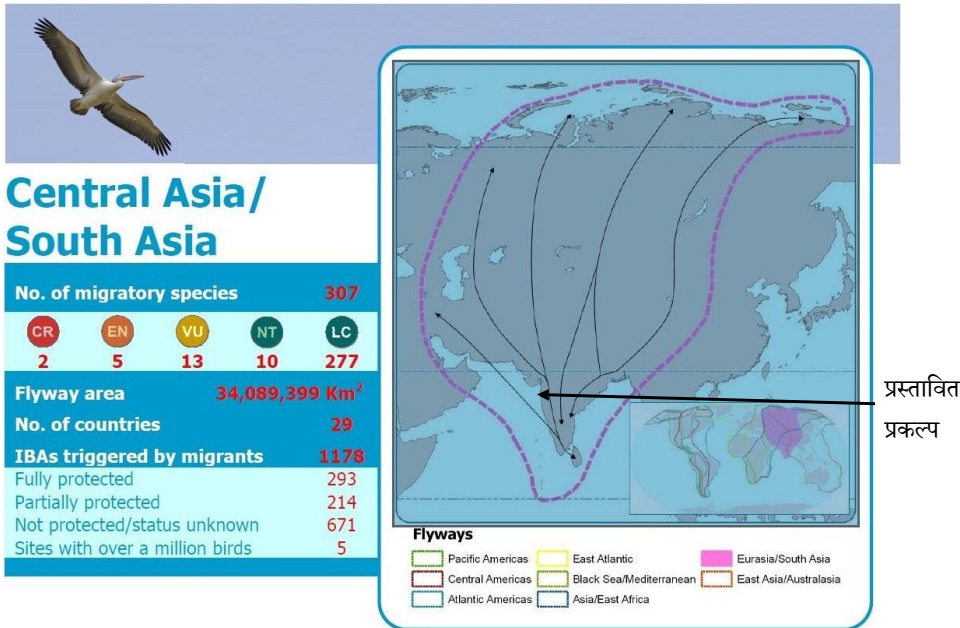 Central Asia/
South Asia
No. of migratory species 307
CR EN VU NT LC
2 5 13 10 277
Flyway area 34,089,399 Km²
No. of countries 29
IBAs triggered by migrants 1178
Fully protected 293
Partially protected 214
Not protected/status unknown 671
Sites with over a million birds 5
प्रस्तावित
प्रकल्प
Flyways
Pacific Americas East Atlantic Eurasia/South Asia
Central Americas Black Sea/Mediterranean East Asia/Australasia
Atlantic Americas Asia/East Africa